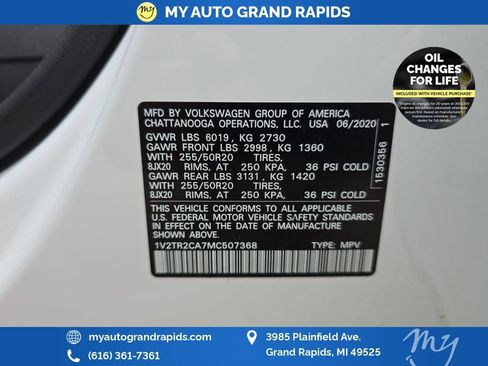 my
MY AUTO GRAND RAPIDS
OIL
CHANGES
FOR LIFE
INCLUDED WITH VEHICLE PURCHASE*
MFD BY VOLKSWAGEN GROUP OF AMERICA
CHATTANOOGA OPERATIONS, LLC. USA 06/2020
GVWR LBS 6019, KG 2730
GAWR FRONT LBS 2998, KG 1360
WITH 255/50R20 TIRES,
8JX20 RIMS, AT 250 KPA, 36 PSI COLD
GAWR REAR LBS 3131, KG 1420
WITH 255/50R20 TIRES,
8JX20 RIMS, AT 250 KPA, 36 PSI COLD
THIS VEHICLE CONFORMS TO ALL APPLICABLE
U.S. FEDERAL MOTOR VEHICLE SAFETY STANDARDS
IN EFFECT ON THE DATE OF MANUFACTURE
SHOWN ABOVE
1V2TR2CA7MC507368 TYPE: MPV
1530356 1
myautograndrapids.com
(616) 361-7361
3985 Plainfield Ave.
Grand Rapids, MI 49525
my